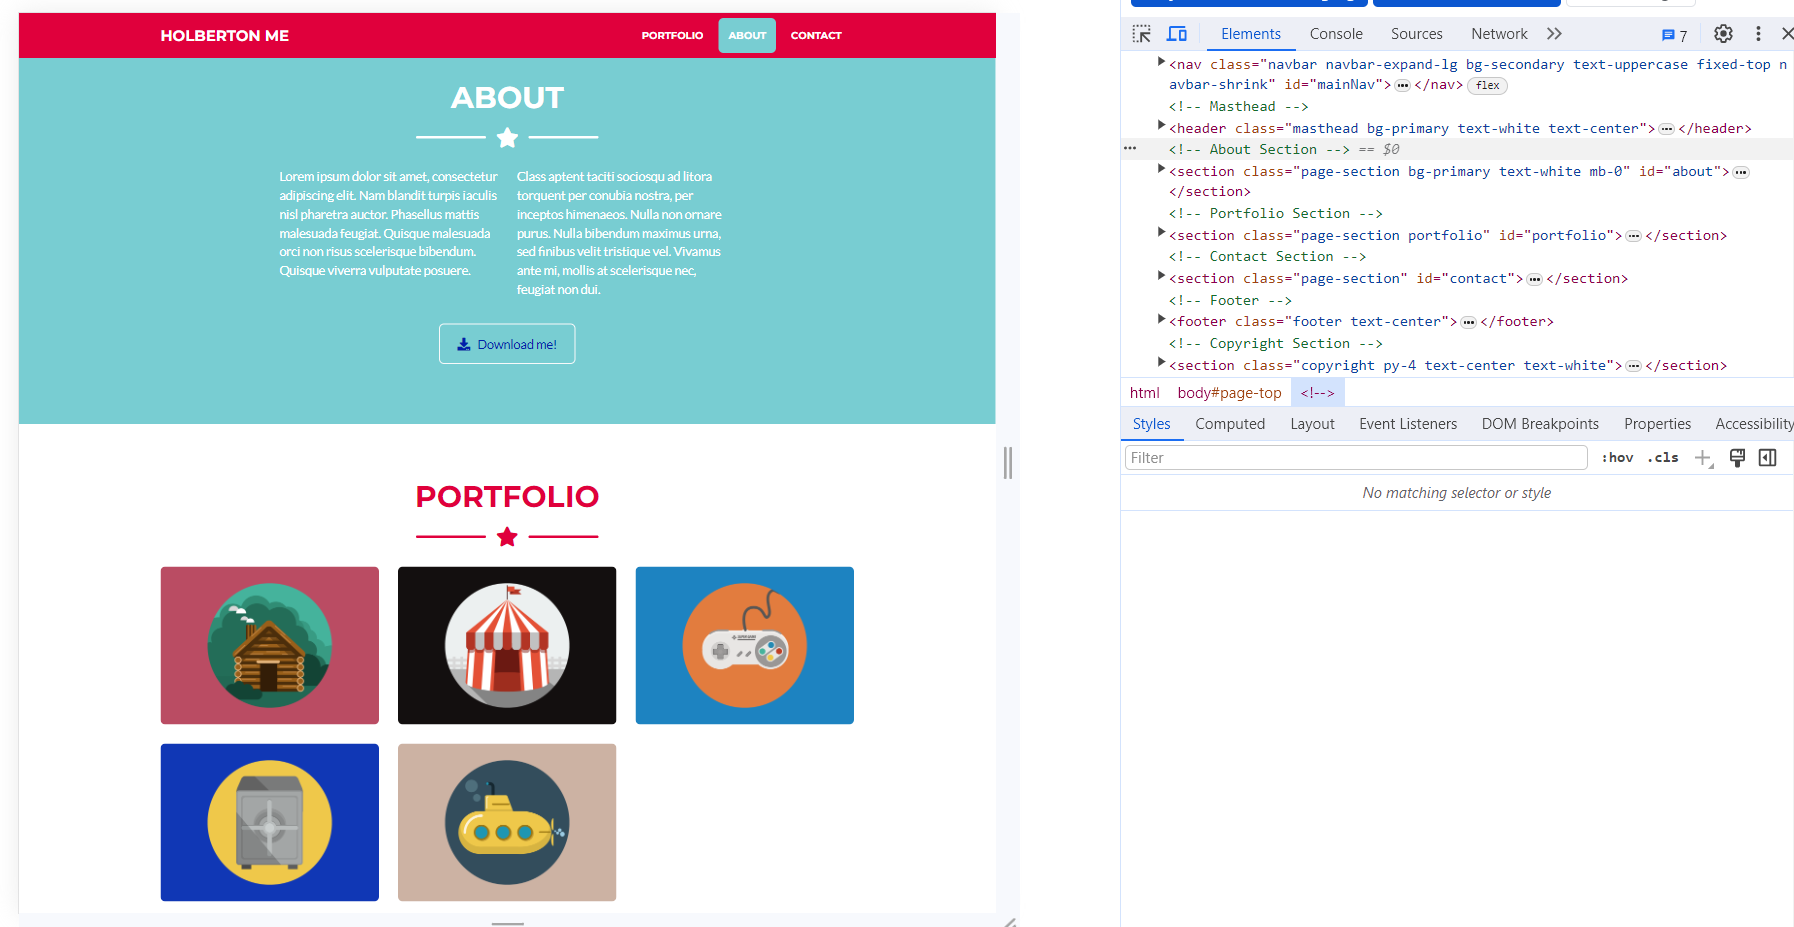 HOLBERTON ME
PORTFOLIO
ABOUT
CONTACT
ABOUT
Lorem ipsum dolor sit amet, consectetur
adipiscing elit. Nam blandit turpis iaculis
nisl pharetra auctor. Phasellus mattis
malesuada feugiat. Quisque malesuada
orci non risus scelerisque bibendum.
Quisque viverra vulputate posuere.
Class aptent taciti sociosqu ad litora
torquent per conubia nostra, per
inceptos himenaeos. Nulla non ornare
purus. Nulla bibendum maximus urna,
sed finibus velit tristique vel. Vivamus
ante mi, mollis at scelerisque nec,
feugiat non dui.
Download me!
PORTFOLIO
Elements
Console
Sources
Network
7
<nav class="navbar navbar-expand-lg bg-secondary text-uppercase fixed-top n
avbar-shrink" id="mainNav">…</nav> flex
<!-- Masthead -->
<header class="masthead bg-primary text-white text-center">…</header>
<!-- About Section --> == $0
<section class="page-section bg-primary text-white mb-0" id="about">…
</section>
<!-- Portfolio Section -->
<section class="page-section portfolio" id="portfolio">…</section>
<!-- Contact Section -->
<section class="page-section" id="contact">…</section>
<!-- Footer -->
<footer class="footer text-center">…</footer>
<!-- Copyright Section -->
<section class="copyright py-4 text-center text-white">…</section>
html
body#page-top
<!-->
Styles
Computed
Layout
Event Listeners
DOM Breakpoints
Properties
Accessibility
Filter
:hov
.cls
No matching selector or style